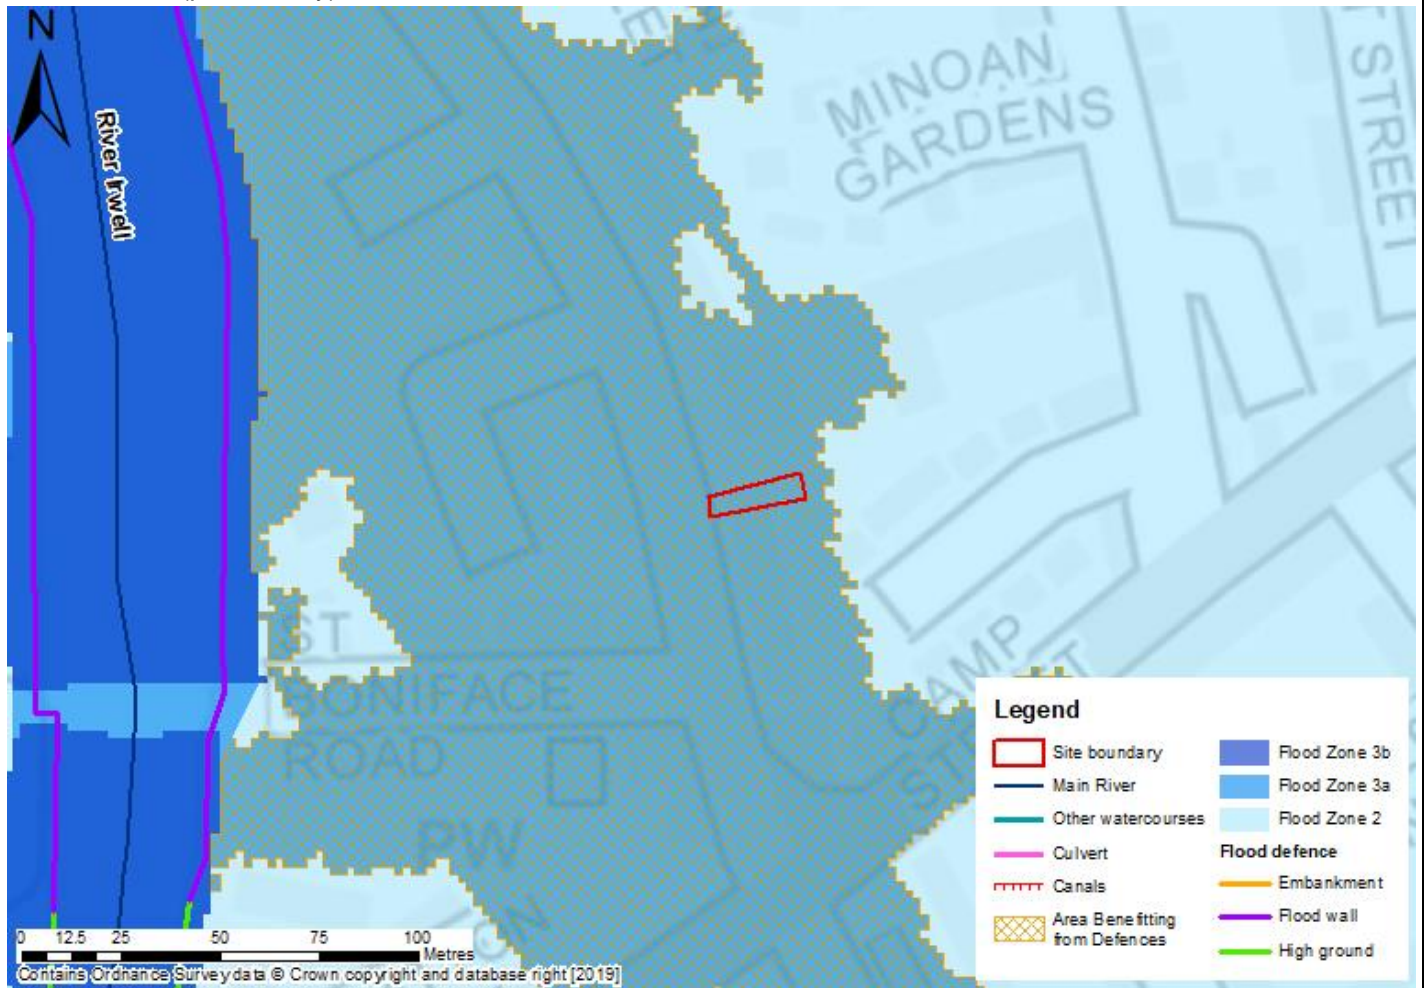 N
River Irwell
MINOAN
GARDENS
STREET
ST
BONIFACE
ROAD
PW
CAMP
0 12.5 25 50 75 100
Metres
Contains Ordnance Survey data © Crown copyright and database right [2019]
Legend
Site boundary
Main River
Other watercourses
Culvert
Canals
Area Benefitting
from Defences
Flood Zone 3b
Flood Zone 3a
Flood Zone 2
Flood defence
Embankment
Flood wall
High ground